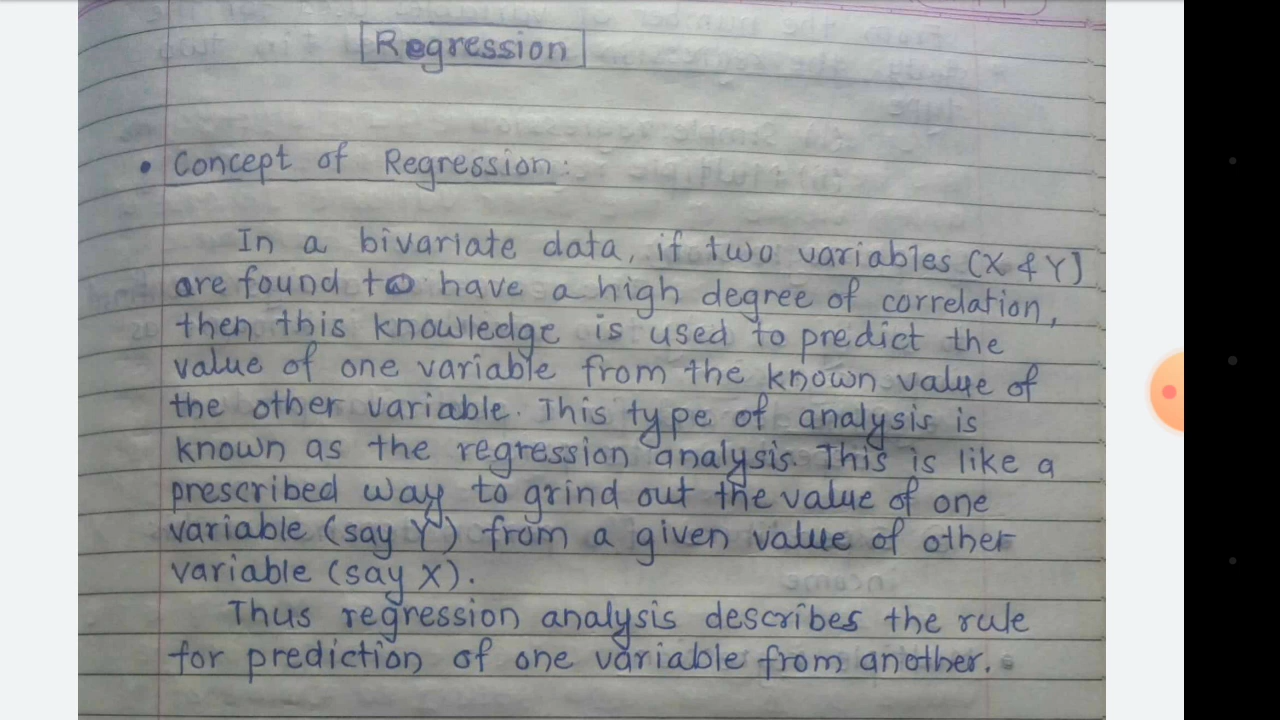 Regression
• Concept of Regression:
In a bivariate data, if two variables (X & Y)
are found to have a high degree of correlation,
then this knowledge is used to predict the
value of one variable from the known value of
the other variable. This type of analysis is
known as the regression analysis. This is like a
prescribed way to grind out the value of one
variable (say Y) from a given value of other
variable (say X).
Thus regression analysis describes the rule
for prediction of one variable from another.